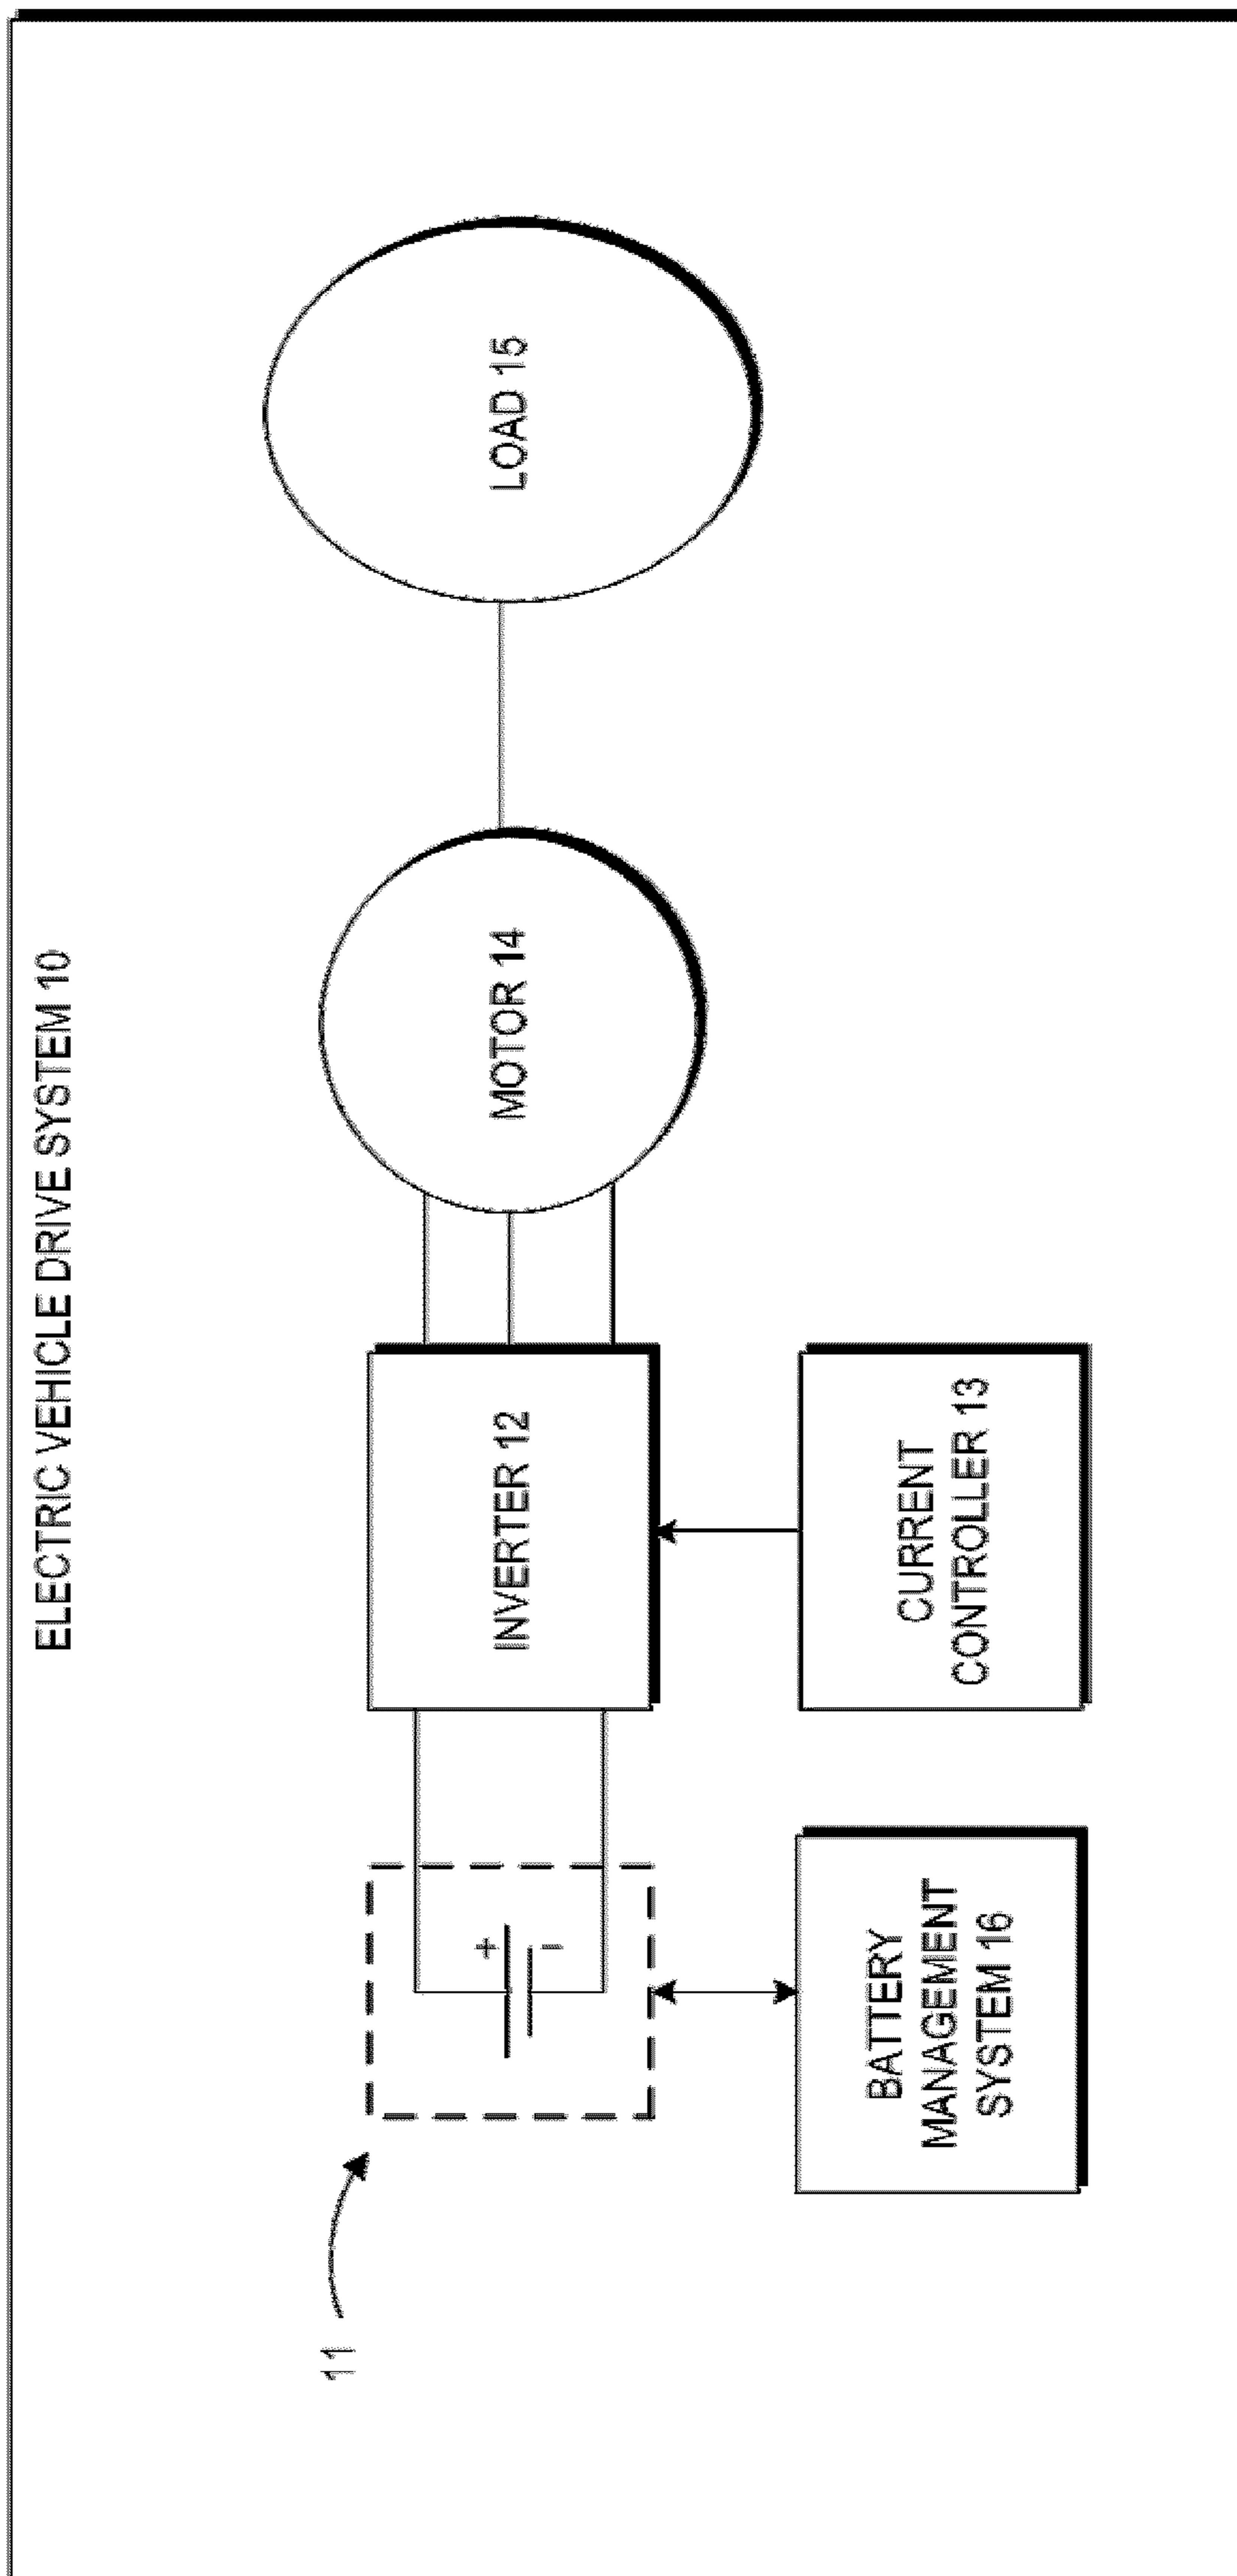 ELECTRIC VEHICLE DRIVE SYSTEM 10
11
+
−
INVERTER 12
MOTOR 14
LOAD 15
BATTERY
MANAGEMENT
SYSTEM 16
CURRENT
CONTROLLER 13